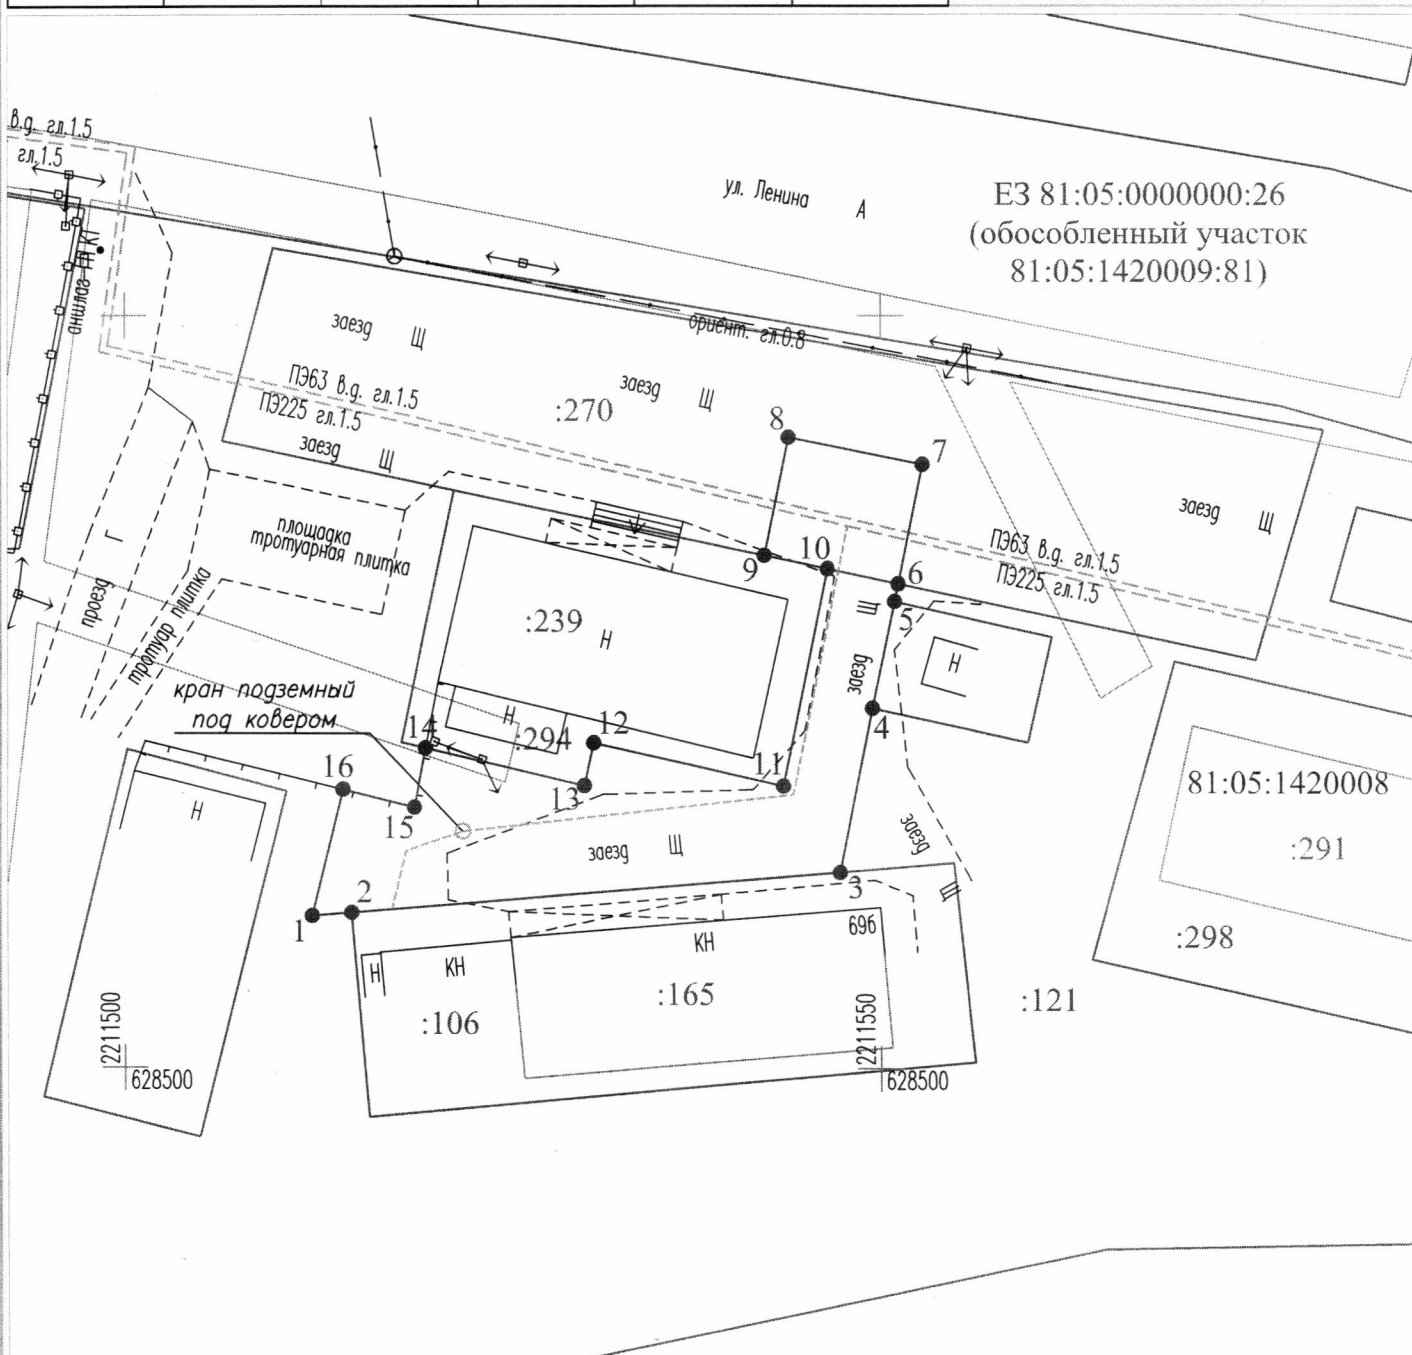 в.д. гл.1.5
гл.1.5
ул. Ленина А
ЕЗ 81:05:0000000:26
(обособленный участок
81:05:1420009:81)
галина
заезд Щ
ориент. гл.0.8
ПЭ63 в.д. гл.1.5
ПЭ225 гл.1.5
заезд Щ
:270
заезд Щ
8
7
заезд Щ
площадка
тротуарная плитка
Г
проезд
тротуар плитка
9
10
6
5
ПЭ63 в.д. гл.1.5
ПЭ225 гл.1.5
Щ
:239
Н
заезд
Н
кран подземный
под ковером
Н
:294
12
14
4
11
13
16
15
Н
81:05:1420008
:291
заезд Щ
заезд
Щ
3
2
1
696
КН
КН
Н
:298
:165
:106
:121
2211500
628500
2211550
628500